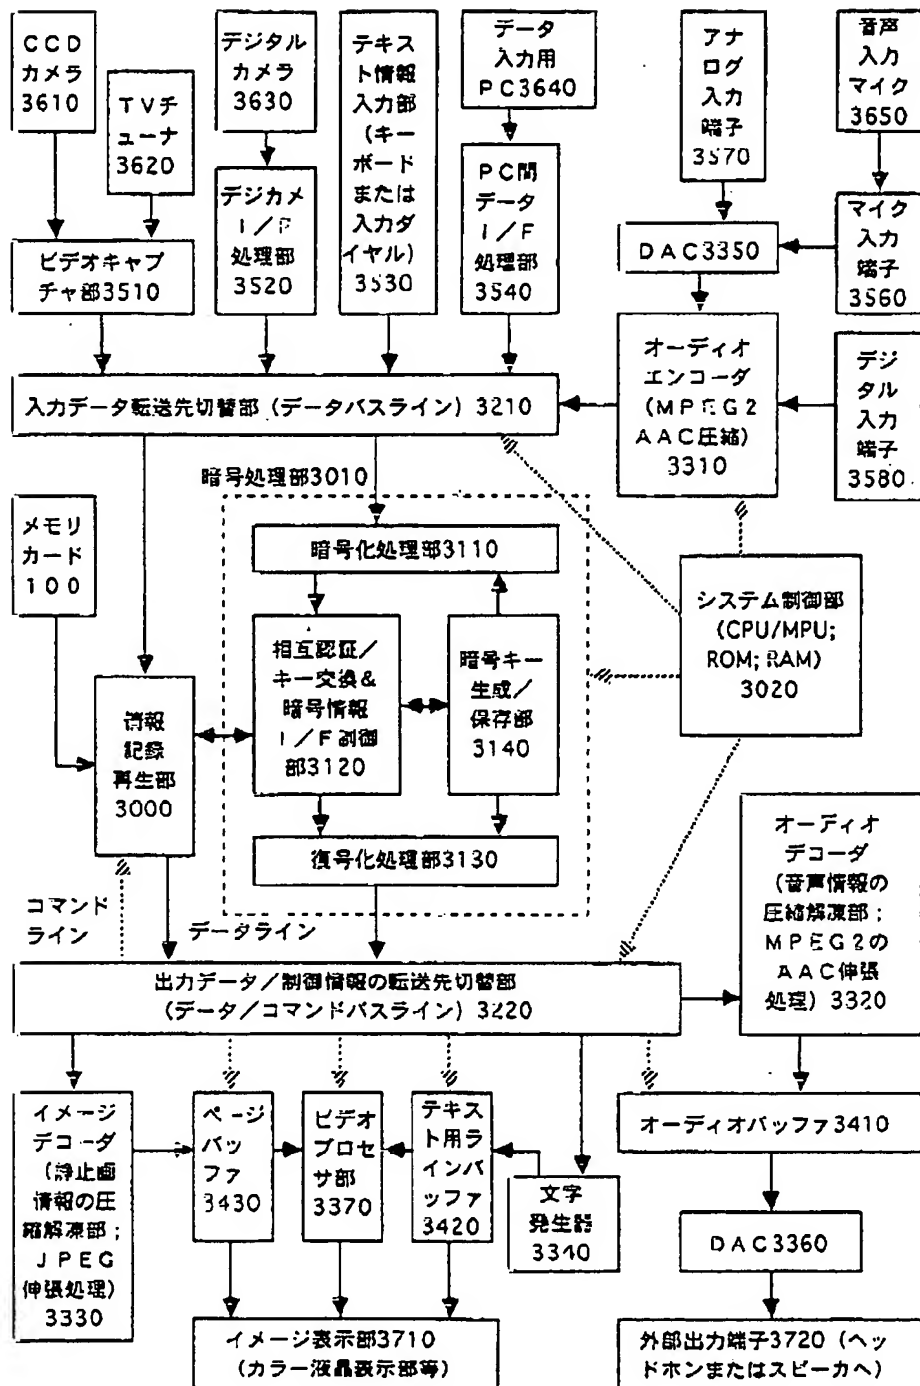 CCD
カメラ
3610
TVチ
ューナ
3620
デジタル
カメラ
3630
テキス
ト情報
入力部
(キー
ボード
または
入力ダ
イヤル)
3530
データ
入力用
PC3640
アナ
ログ
入力
端子
3570
音声
入力
マイク
3650
ビデオキャプ
チャ部3510
デジカメ
I/F
処理部
3520
PC間
データ
I/F
処理部
3540
DAC3350
マイク
入力
端子
3560
入力データ転送先切替部(データバスライン)3210
オーディオ
エンコーダ
(MPEG2
AAC圧縮)
3310
デジ
タル
入力
端子
3580
暗号処理部3010
メモリ
カード
100
暗号化処理部3110
システム制御部
(CPU/MPU;
ROM; RAM)
3020
情報
記録
再生部
3000
相互認証/
キー交換&
暗号情報
I/F制御
部3120
暗号キー
生成/
保存部
3140
復号化処理部3130
コマンド
ライン
データライン
オーディオ
デコーダ
(音声情報の
圧縮解凍部;
MPEG2の
AAC伸張
処理)3320
出力データ/制御情報の転送先切替部
(データ/コマンドバスライン)3220
イメージ
デコーダ
(静止画
情報の圧
縮解凍部;
JPEG
伸張処理)
3330
ページ
バッ
ファ
3430
ビデオ
プロセ
サ部
3370
テキス
ト用ラ
インバ
ッファ
3420
文字
発生器
3340
オーディオバッファ3410
DAC3360
イメージ表示部3710
(カラー液晶表示部等)
外部出力端子3720(ヘッ
ドホンまたはスピーカへ)